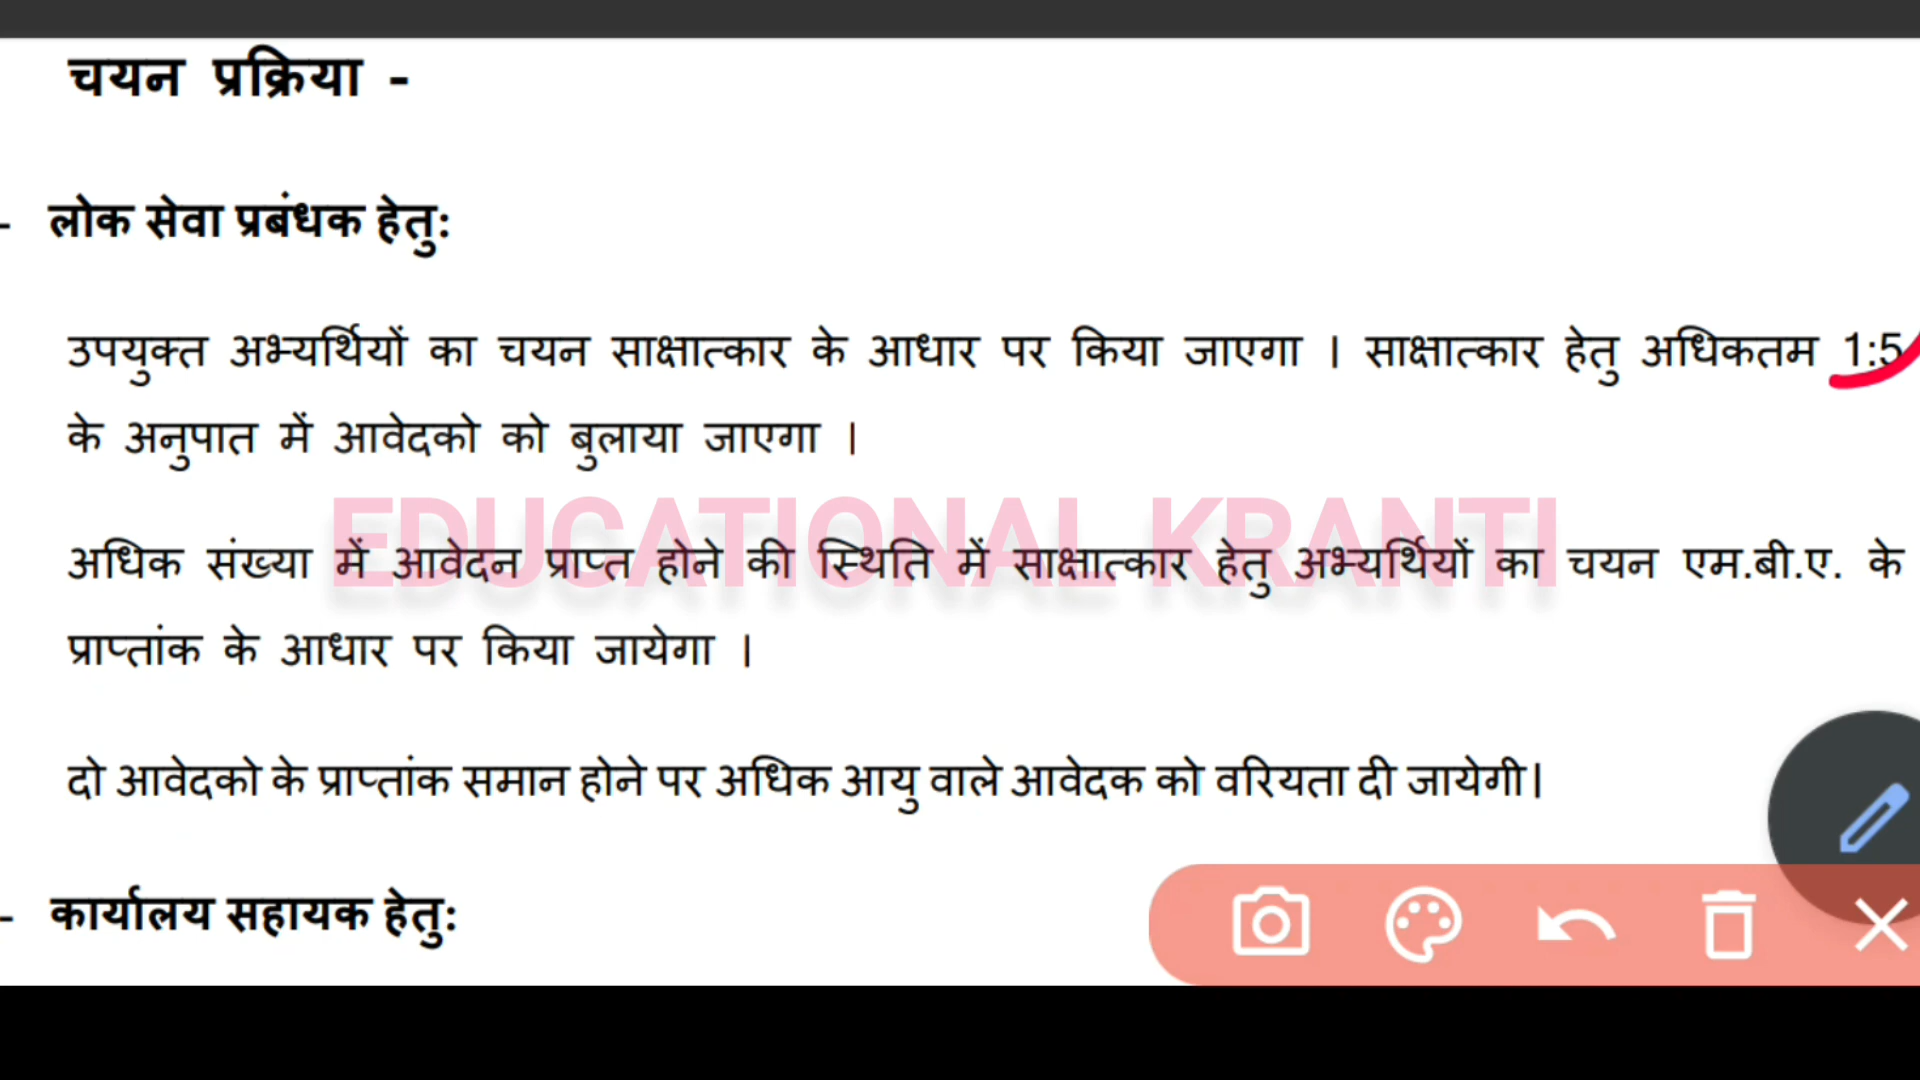 चयन प्रक्रिया -
- लोक सेवा प्रबंधक हेतु:
उपयुक्त अभ्यर्थियों का चयन साक्षात्कार के आधार पर किया जाएगा । साक्षात्कार हेतु अधिकतम 1:5
के अनुपात में आवेदको को बुलाया जाएगा ।
EDUCATIONAL KRANTI
अधिक संख्या में आवेदन प्राप्त होने की स्थिति में साक्षात्कार हेतु अभ्यर्थियों का चयन एम.बी.ए. के
प्राप्तांक के आधार पर किया जायेगा ।
दो आवेदको के प्राप्तांक समान होने पर अधिक आयु वाले आवेदक को वरियता दी जायेगी|
- कार्यालय सहायक हेतु: